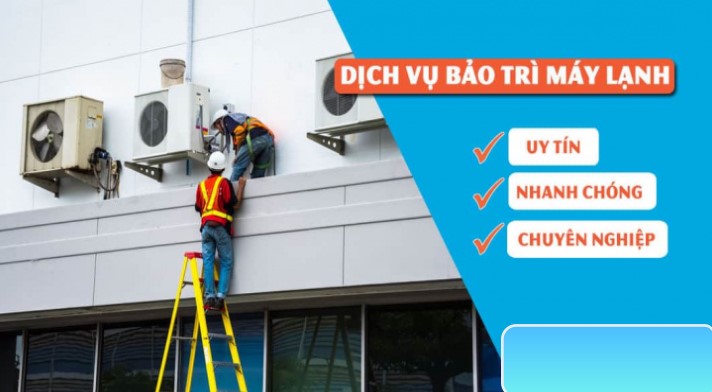 DỊCH VỤ BẢO TRÌ MÁY LẠNH
UY TÍN
NHANH CHÓNG
CHUYÊN NGHIỆP